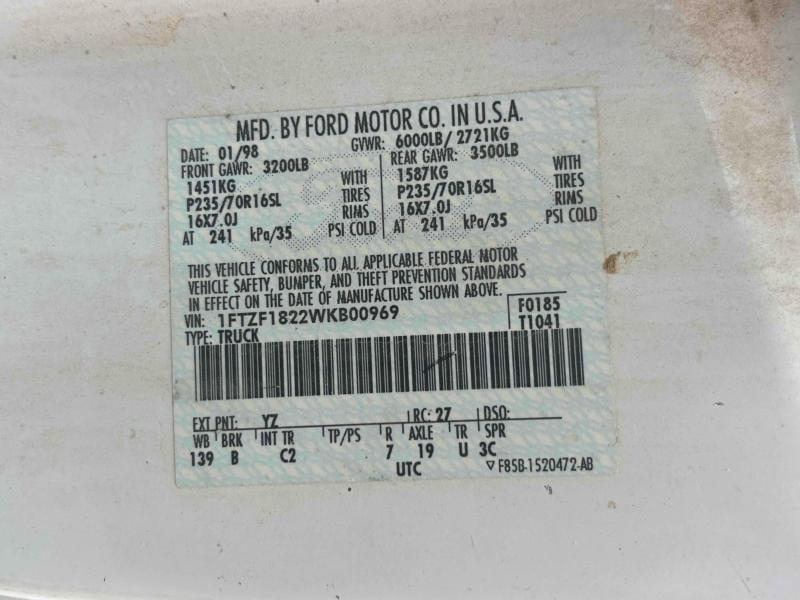 MFD. BY FORD MOTOR CO. IN U.S.A.
DATE: 01/98 GVWR: 6000LB/ 2721KG
FRONT GAWR: 3200LB REAR GAWR: 3500LB
1451KG WITH 1587KG WITH
P235/70R16SL TIRES P235/70R16SL TIRES
16X7.0J RIMS 16X7.0J RIMS
AT 241 kPa/35 PSI COLD AT 241 kPa/35 PSI COLD
THIS VEHICLE CONFORMS TO ALL APPLICABLE FEDERAL MOTOR
VEHICLE SAFETY, BUMPER, AND THEFT PREVENTION STANDARDS
IN EFFECT ON THE DATE OF MANUFACTURE SHOWN ABOVE.
VIN: 1FTZF1822WKB00969 F0185
TYPE: TRUCK T1041
EXT PNT: YZ RC: 27 DSO:
WB BRK INT TR TP/PS R AXLE TR SPR
139 B C2 7 19 U 3C
UTC ▽F85B-1520472-AB